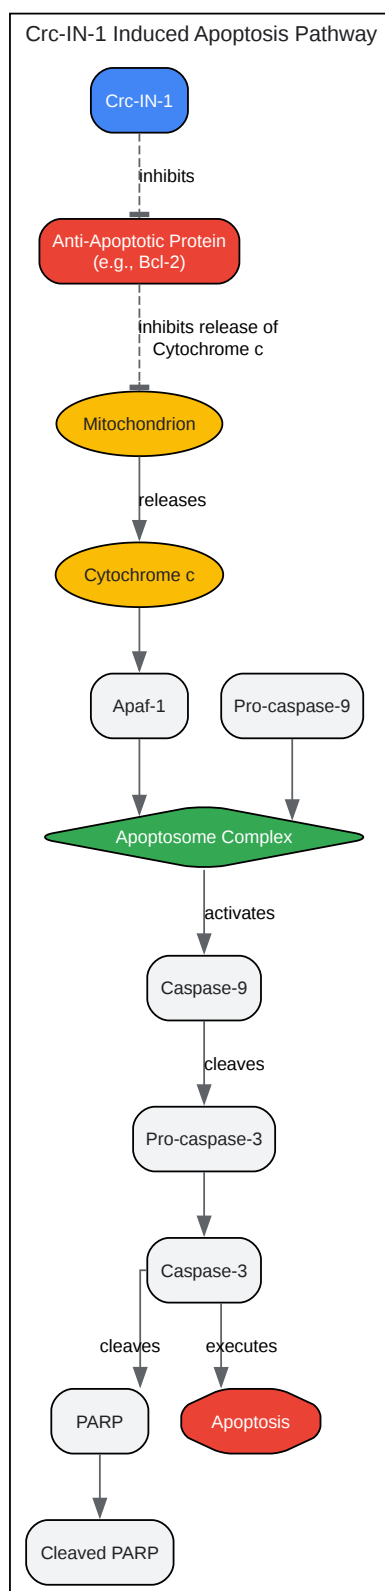 Crc-IN-1 Induced Apoptosis Pathway
Crc-IN-1
inhibits
Anti-Apoptotic Protein
(e.g., Bcl-2)
inhibits release of
Cytochrome c
Mitochondrion
releases
Cytochrome c
Apaf-1
Pro-caspase-9
Apoptosome Complex
activates
Caspase-9
cleaves
Pro-caspase-3
Caspase-3
cleaves
executes
PARP
Apoptosis
Cleaved PARP